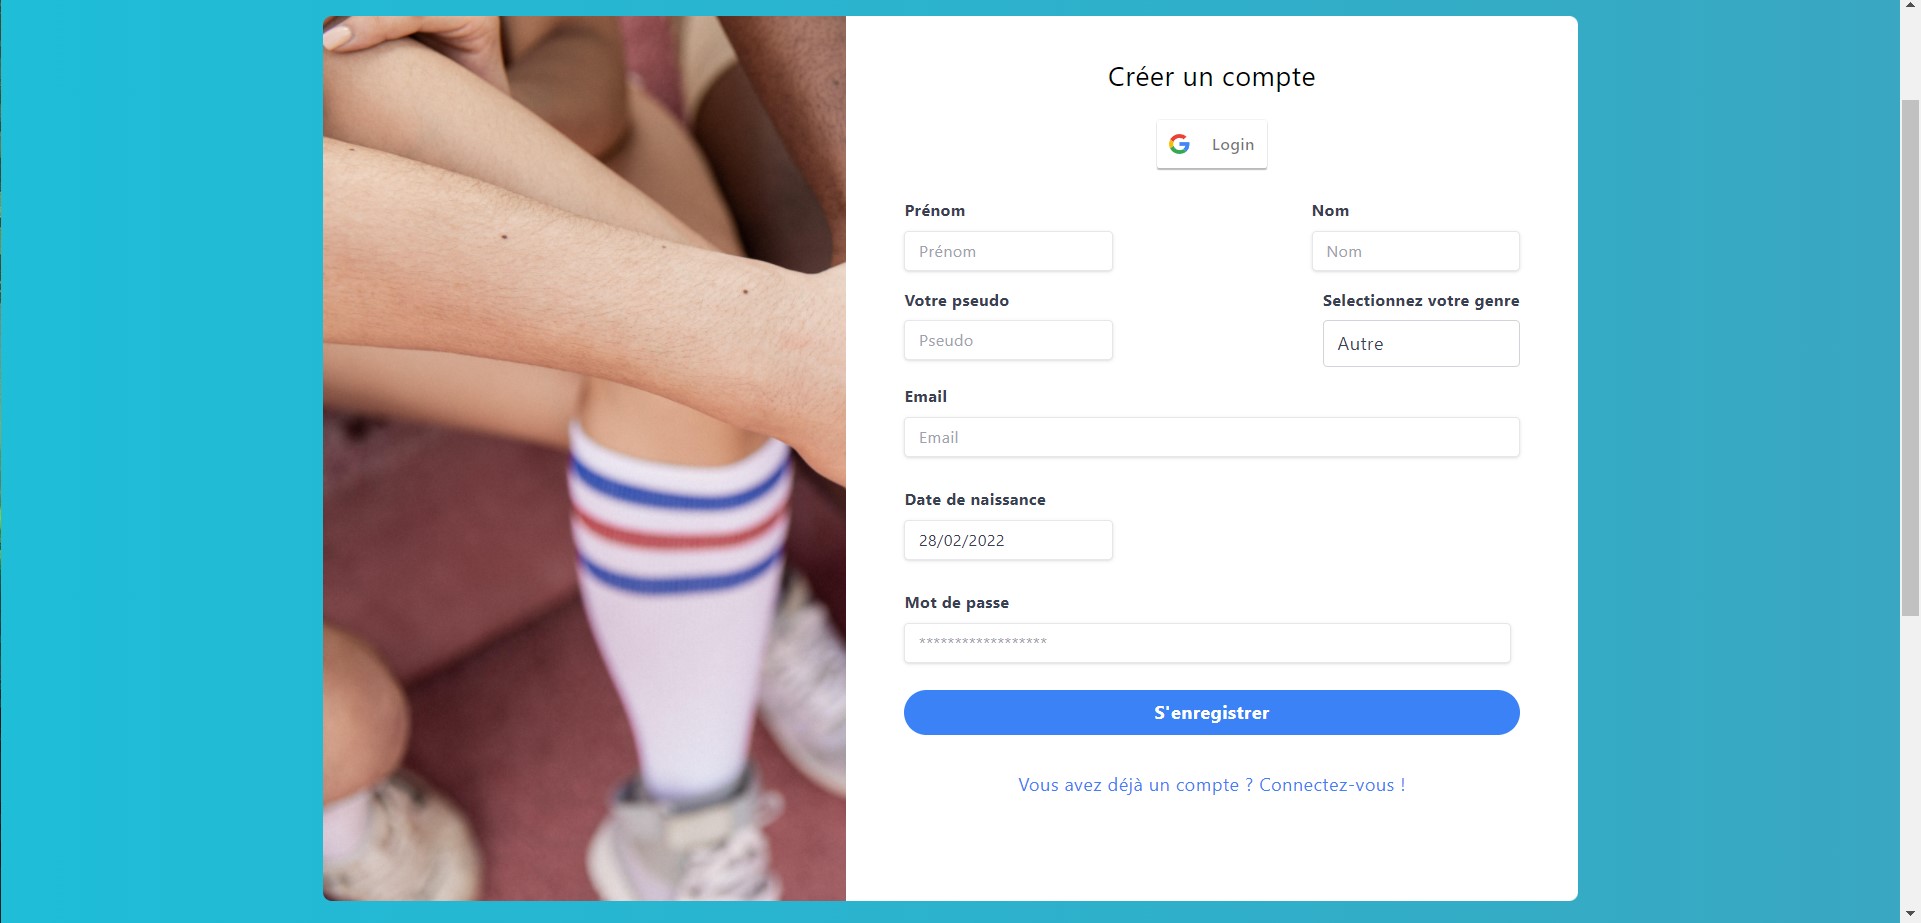 Créer un compte
Login
Prénom
Nom
Prénom
Nom
Votre pseudo
Selectionnez votre genre
Pseudo
Autre
Email
Email
Date de naissance
28/02/2022
Mot de passe
******************
S'enregistrer
Vous avez déjà un compte ? Connectez-vous !